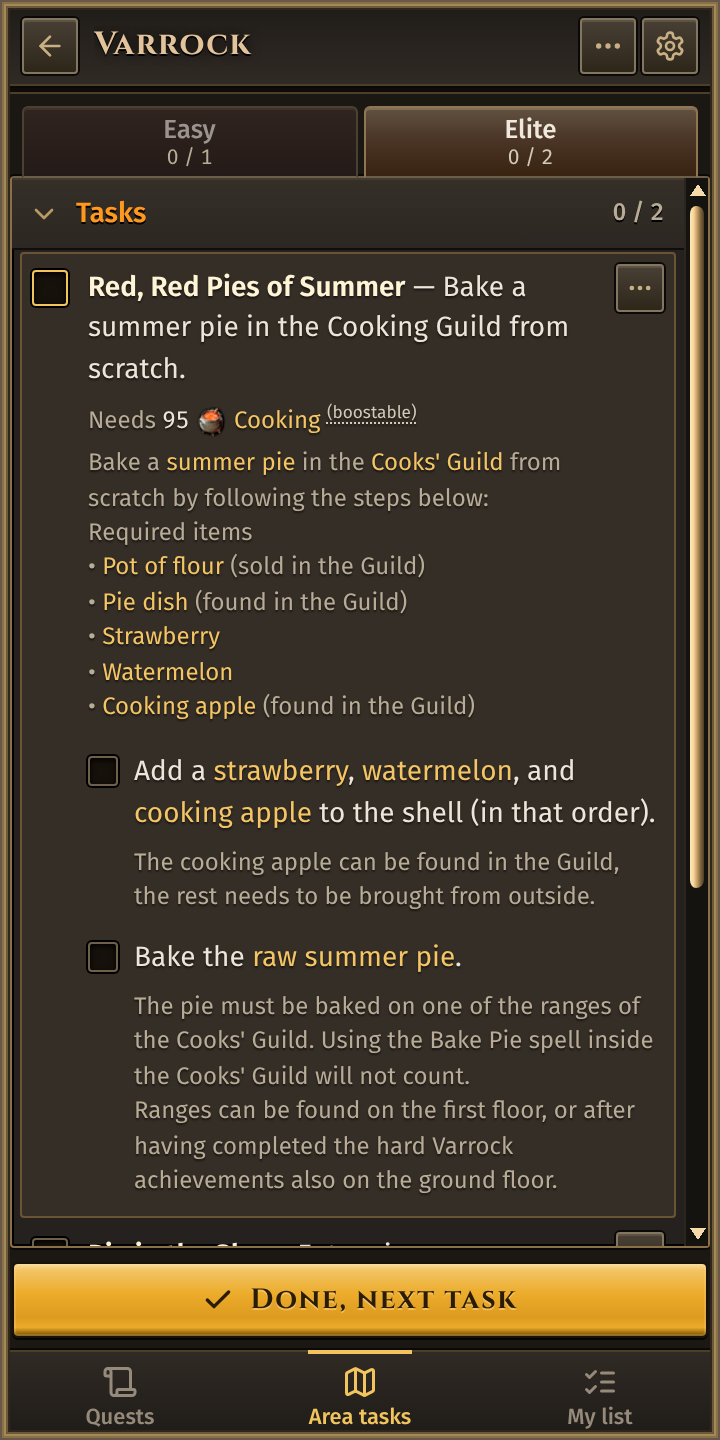 Varrock
Easy
0 / 1
Elite
0 / 2
Tasks
0 / 2
Red, Red Pies of Summer — Bake a
summer pie in the Cooking Guild from
scratch.
Needs 95 Cooking (boostable)
Bake a summer pie in the Cooks' Guild from
scratch by following the steps below:
Required items
• Pot of flour (sold in the Guild)
• Pie dish (found in the Guild)
• Strawberry
• Watermelon
• Cooking apple (found in the Guild)
Add a strawberry, watermelon, and
cooking apple to the shell (in that order).
The cooking apple can be found in the Guild,
the rest needs to be brought from outside.
Bake the raw summer pie.
The pie must be baked on one of the ranges of
the Cooks' Guild. Using the Bake Pie spell inside
the Cooks' Guild will not count.
Ranges can be found on the first floor, or after
having completed the hard Varrock
achievements also on the ground floor.
Done, next task
Quests
Area tasks
My list